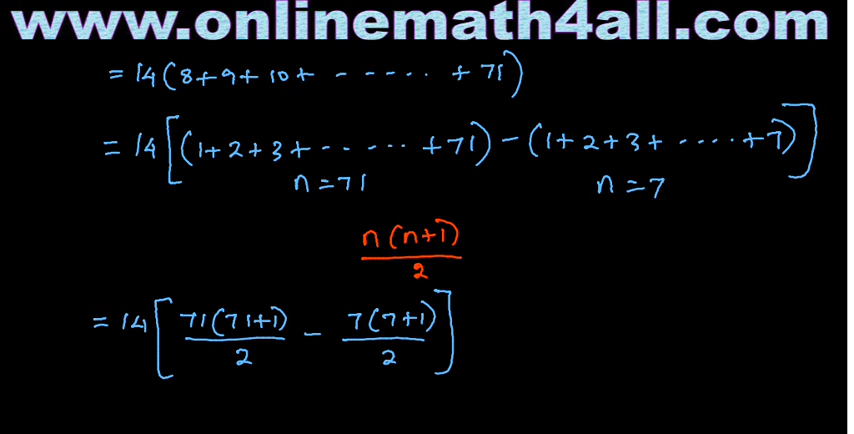 www.onlinemath4all.com
= 14 ( 8 + 9 + 10 + - - - - - . . + 71 )
= 14 [ ( 1 + 2 + 3 + - - - - . . . + 71 ) - ( 1 + 2 + 3 + - . . . . + 7 ) ]
n = 71 n = 7
n ( n + 1 )
2
= 14 [ 71 ( 71 + 1 ) / 2 - 7 ( 7 + 1 ) / 2 ]